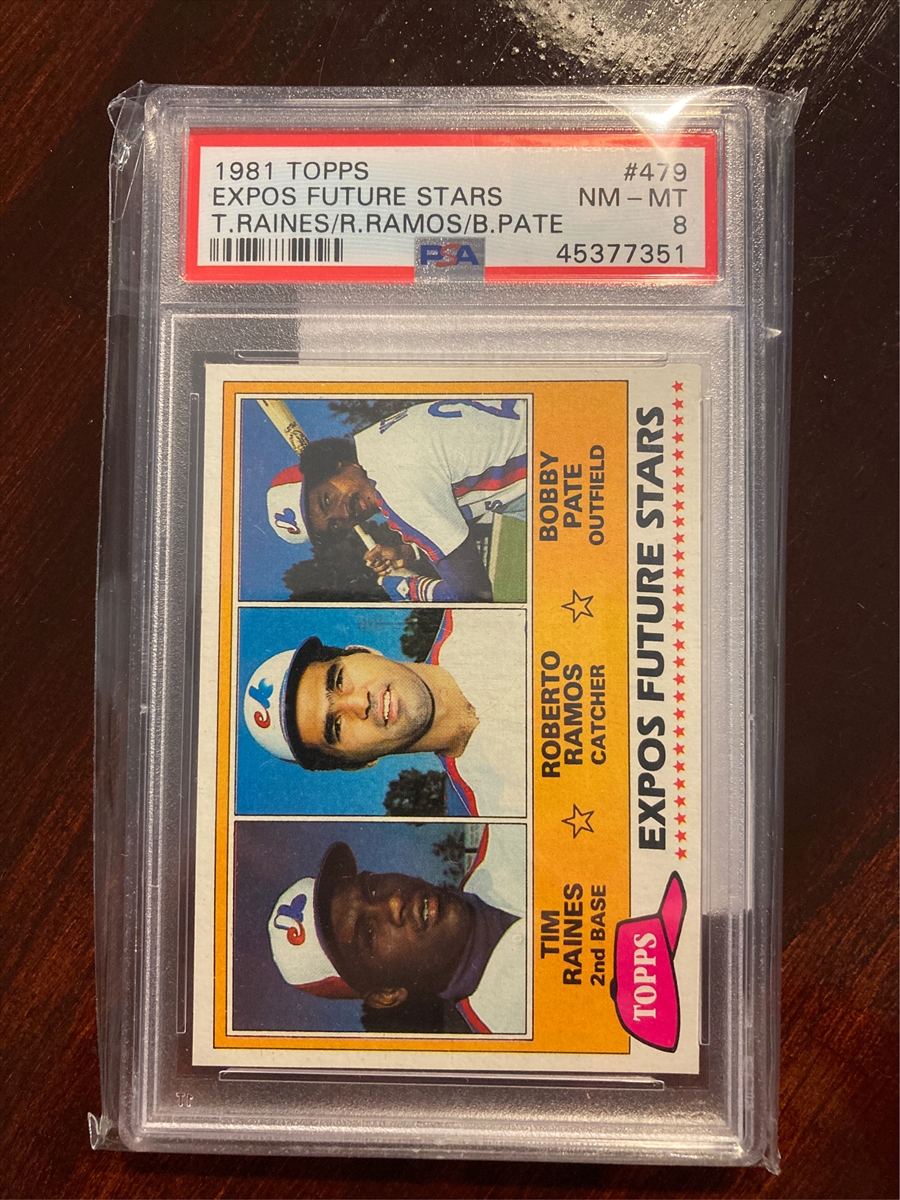 1981 TOPPS #479
EXPOS FUTURE STARS NM - MT
T.RAINES/R.RAMOS/B.PATE 8
PSA 45377351
TIM
RAINES
2nd BASE
ROBERTO
RAMOS
CATCHER
BOBBY
PATE
OUTFIELD
TOPPS
EXPOS FUTURE STARS